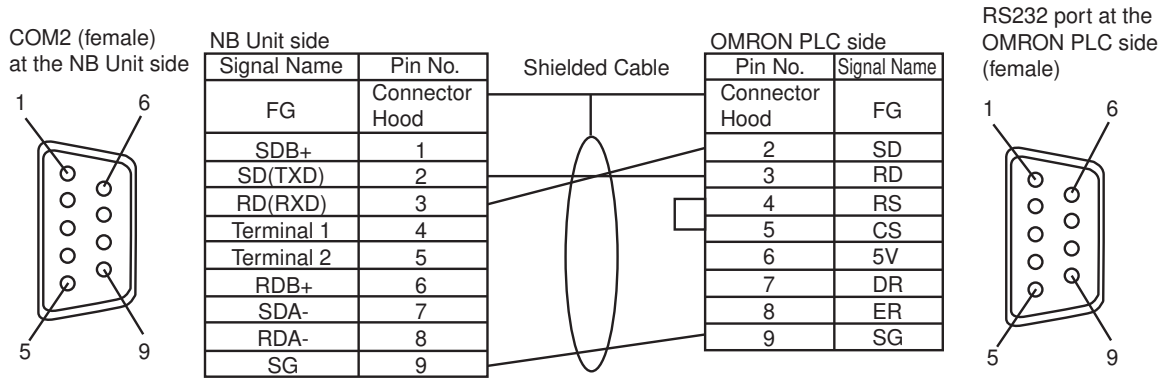 COM2 (female)
at the NB Unit side
1 6
5 9
NB Unit side
Signal Name Pin No.
FG Connector Hood
SDB+ 1
SD(TXD) 2
RD(RXD) 3
Terminal 1 4
Terminal 2 5
RDB+ 6
SDA- 7
RDA- 8
SG 9
Shielded Cable
OMRON PLC side
Pin No. Signal Name
Connector Hood FG
2 SD
3 RD
4 RS
5 CS
6 5V
7 DR
8 ER
9 SG
RS232 port at the
OMRON PLC side
(female)
1 6
5 9